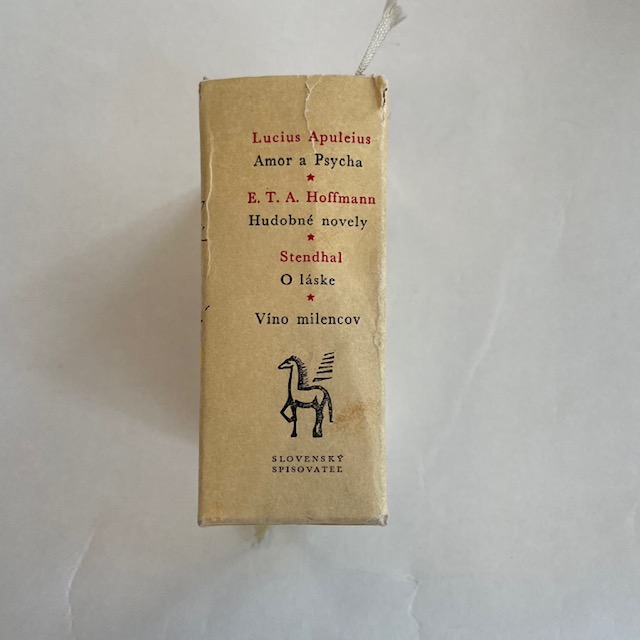 Lucius Apuleius
Amor a Psycha
★
E. T. A. Hoffmann
Hudobné novely
★
Stendhal
O láske
★
Víno milencov
SLOVENSKÝ
SPISOVATEĽ